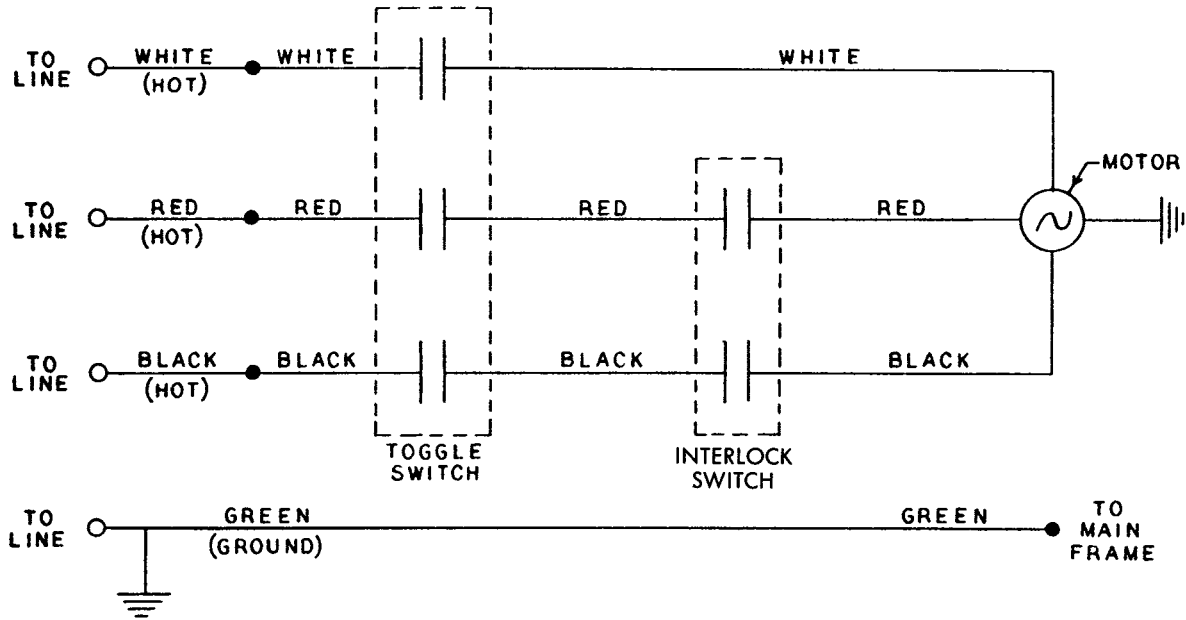 TO
LINE
WHITE
(HOT)
WHITE
WHITE
MOTOR
TO
LINE
RED
(HOT)
RED
RED
RED
TO
LINE
BLACK
(HOT)
BLACK
BLACK
BLACK
TOGGLE
SWITCH
INTERLOCK
SWITCH
TO
LINE
GREEN
(GROUND)
GREEN
TO
MAIN
FRAME